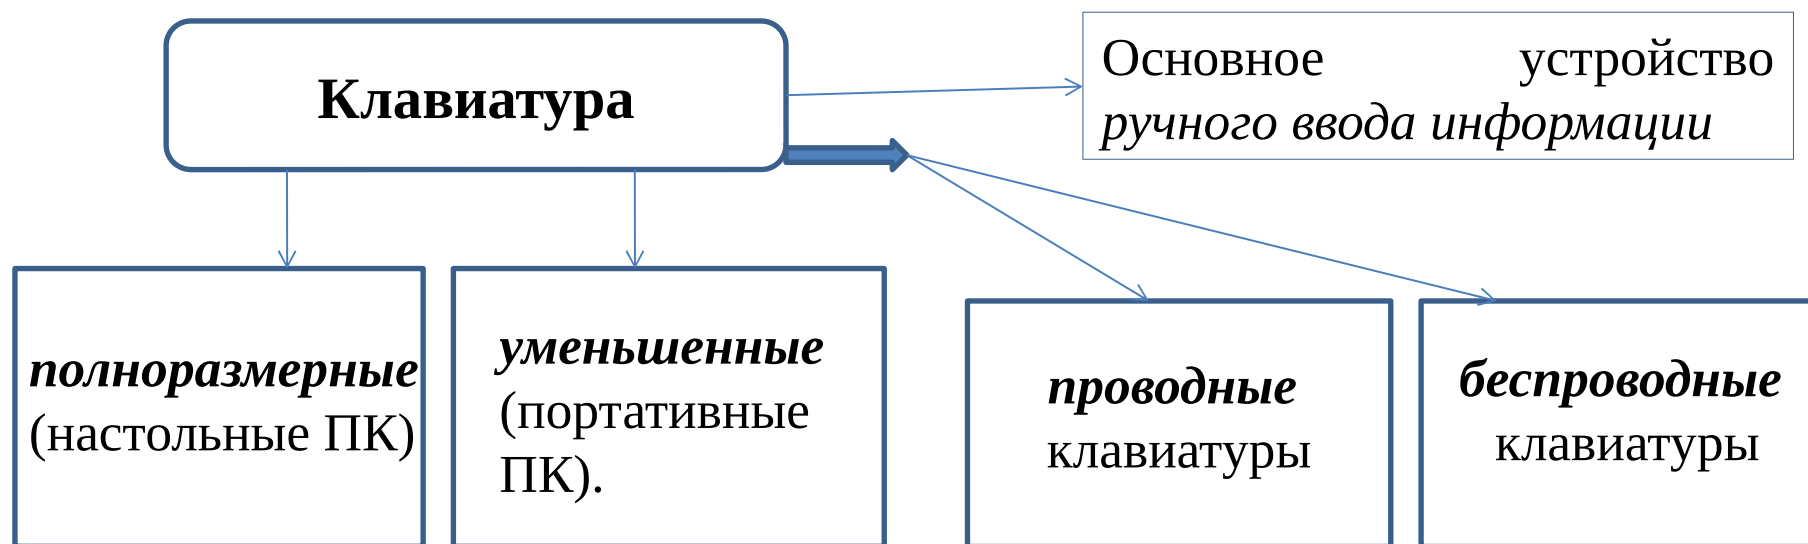 Клавиатура
Основное устройство
ручного ввода информации
полноразмерные
(настольные ПК)
уменьшенные
(портативные
ПК).
проводные
клавиатуры
беспроводные
клавиатуры